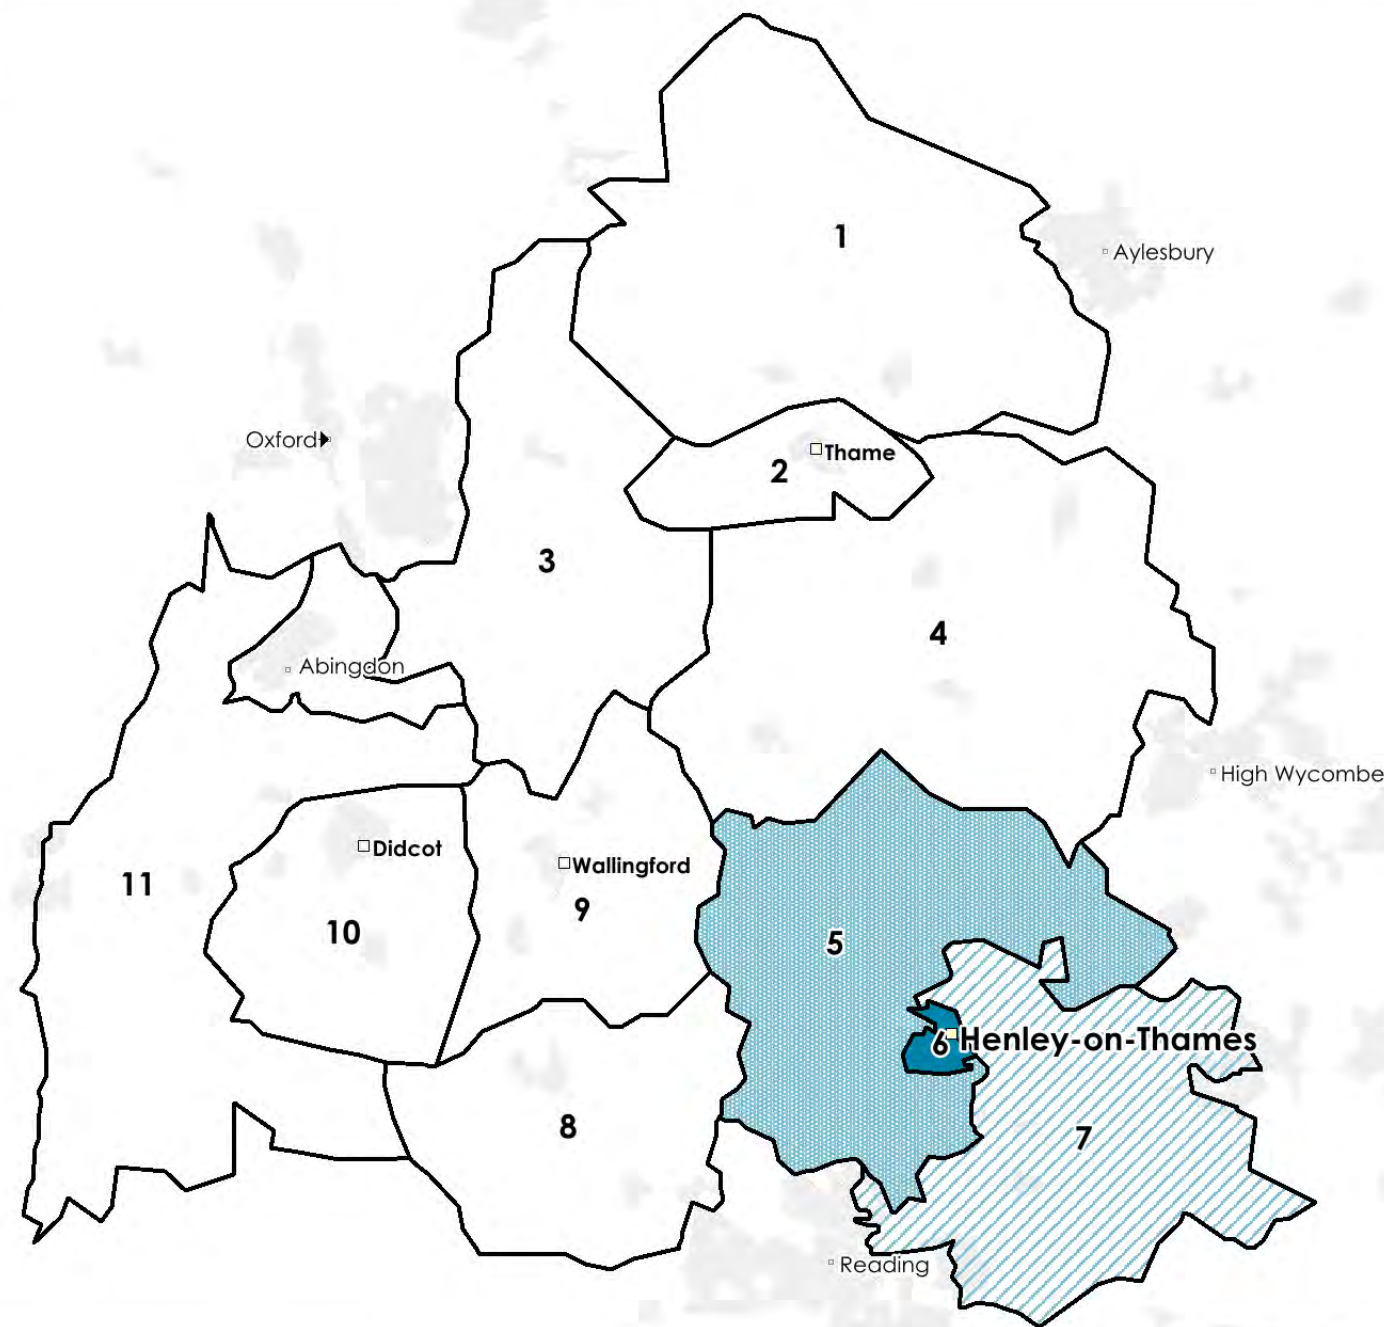 1
Aylesbury
Oxford
Thame
2
3
4
Abingdon
High Wycombe
Didcot
Wallingford
11
9
10
5
6
Henley-on-Thames
8
7
Reading